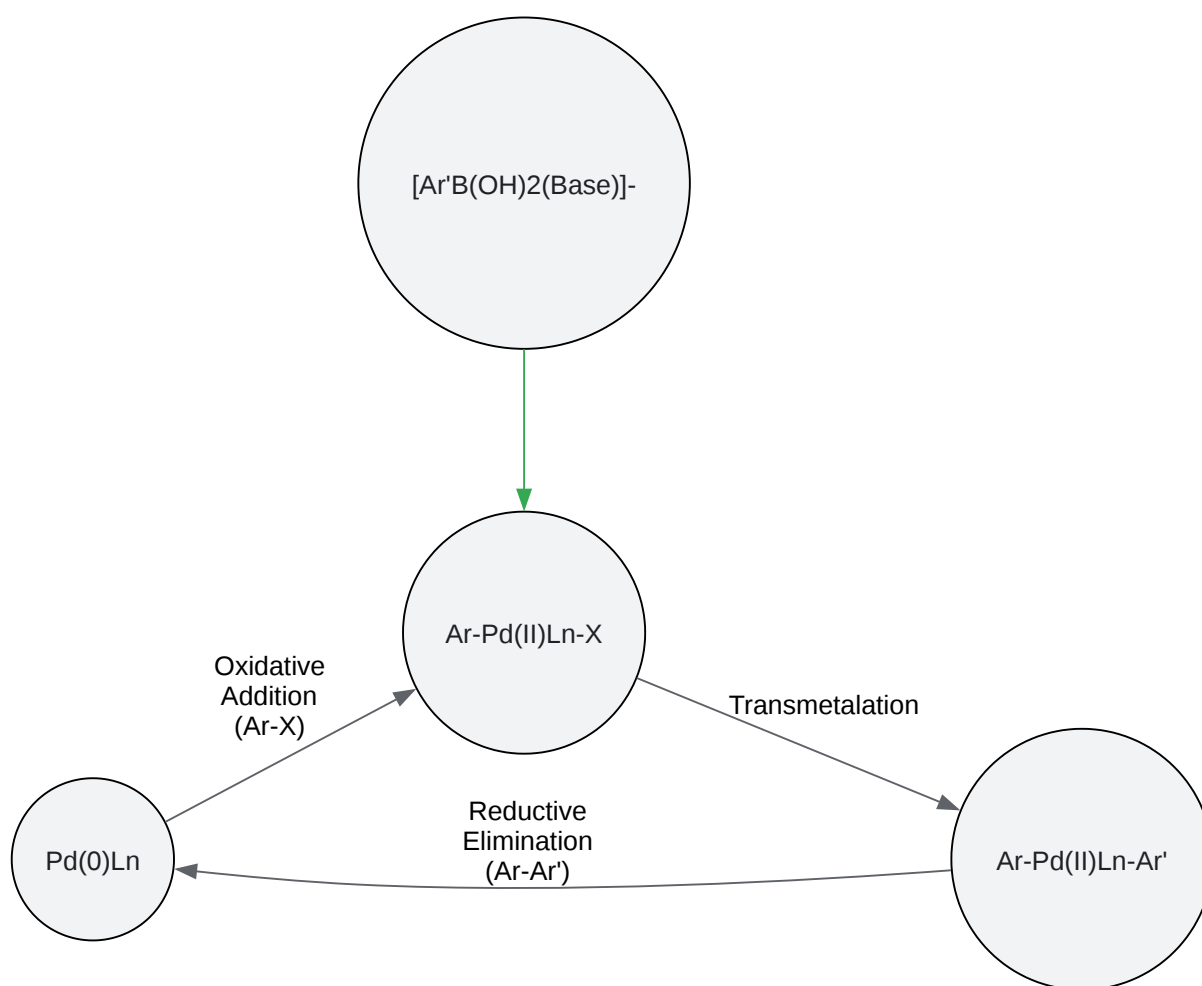 [Ar'B(OH)2(Base)]-
Ar-Pd(II)Ln-X
Oxidative
Addition
(Ar-X)
Transmetalation
Reductive
Elimination
(Ar-Ar')
Pd(0)Ln
Ar-Pd(II)Ln-Ar'